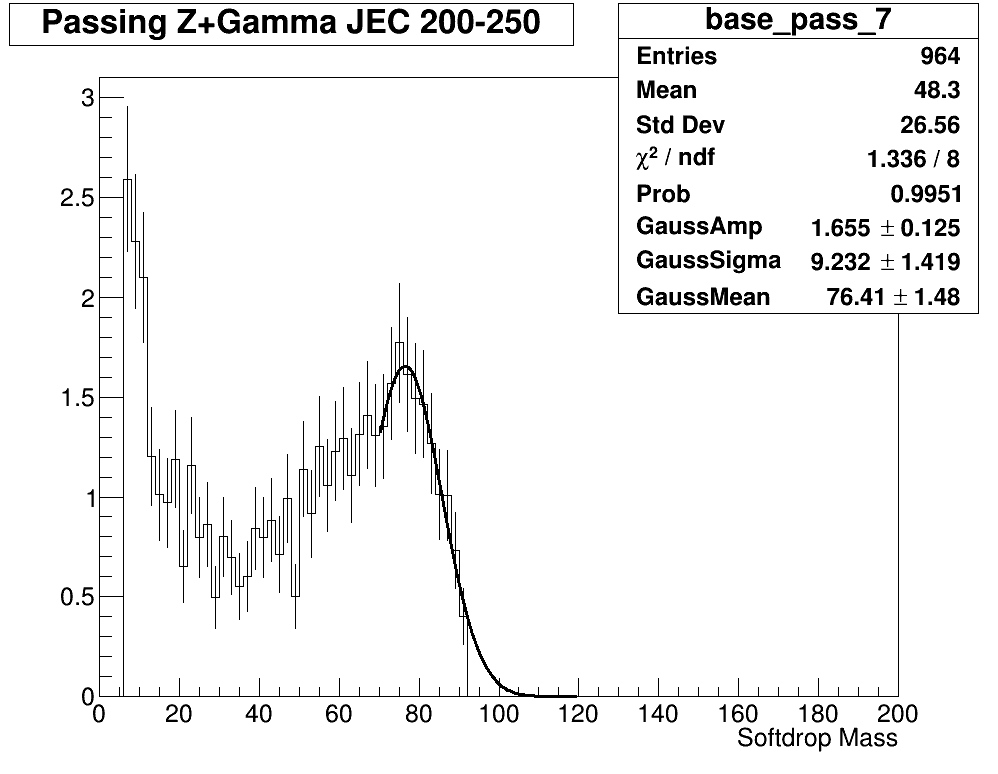 Passing Z+Gamma JEC 200-250
base_pass_7
Entries 964
Mean 48.3
Std Dev 26.56
χ² / ndf 1.336 / 8
Prob 0.9951
GaussAmp 1.655 ± 0.125
GaussSigma 9.232 ± 1.419
GaussMean 76.41 ± 1.48
3
2.5
2
1.5
1
0.5
0
0 20 40 60 80 100 120 140 160 180 200
Softdrop Mass